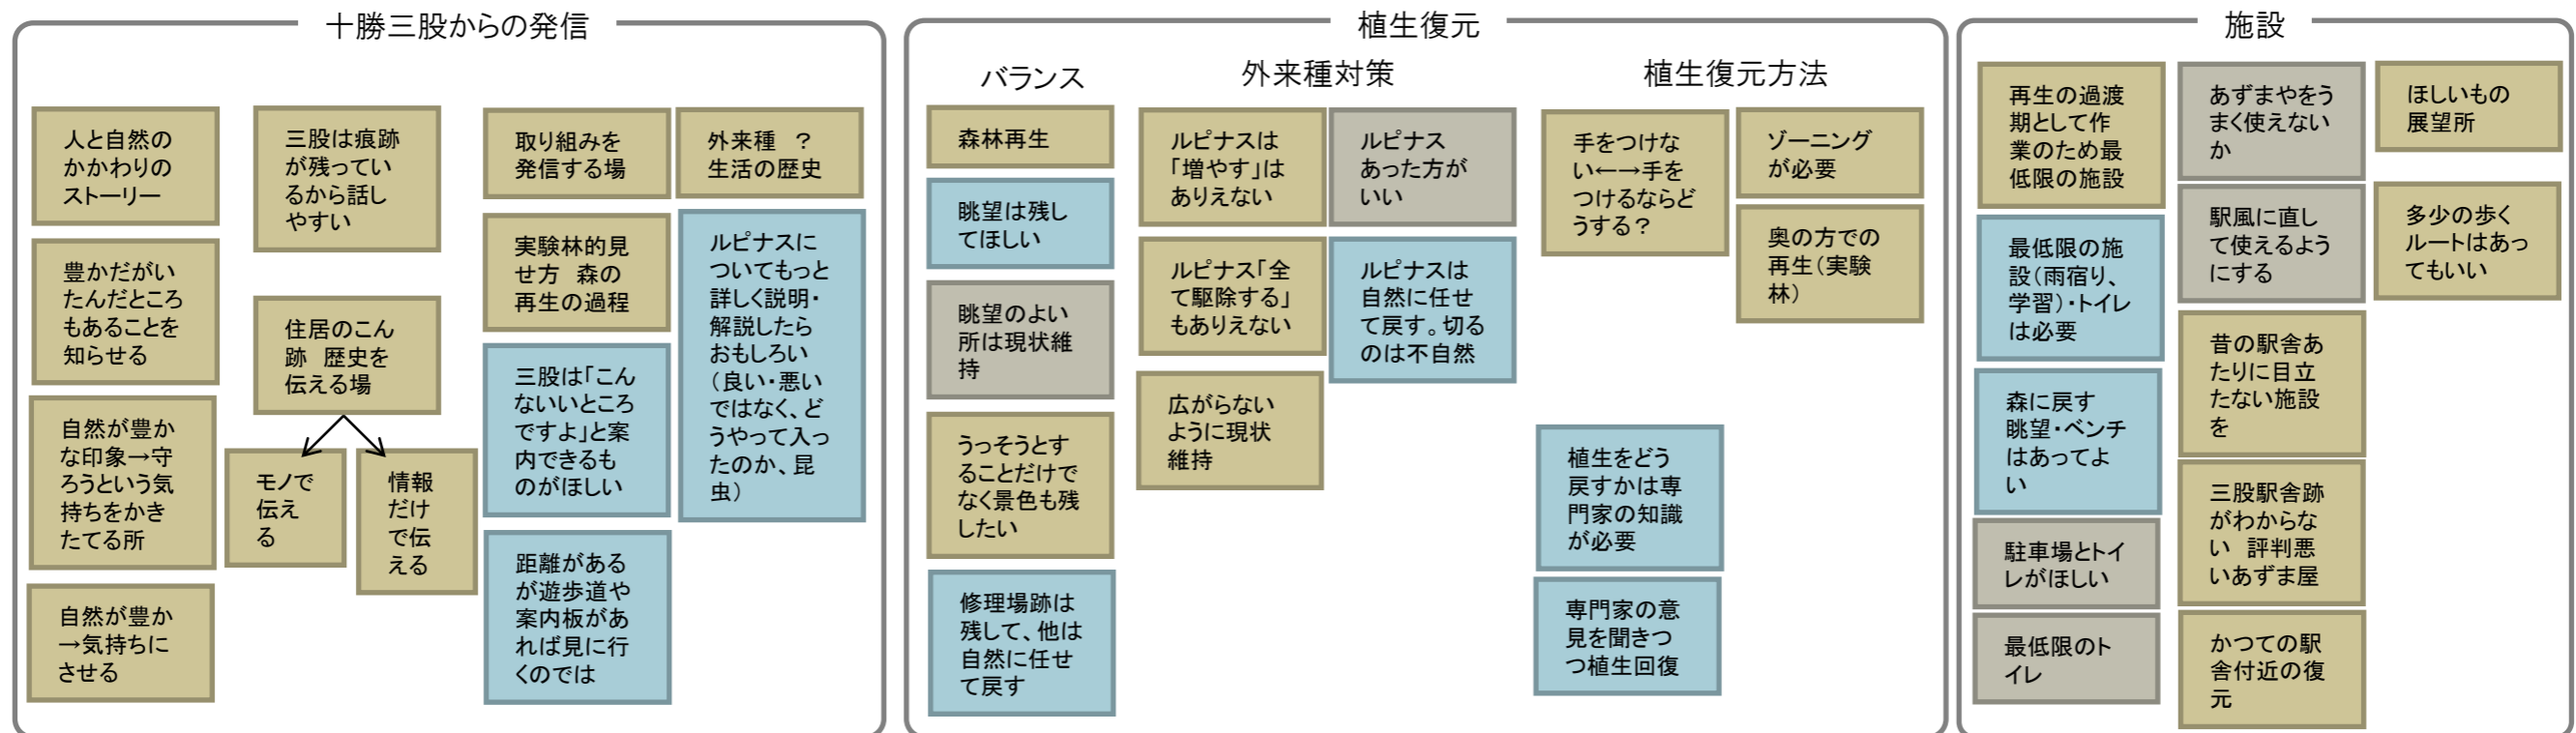 十勝三股からの発信
人と自然の
かかわりの
ストーリー
豊かだがい
たんだところ
もあることを
知らせる
自然が豊か
な印象→守
ろうという気
持ちをかき
たてる所
自然が豊か
→気持ちに
させる
三股は痕跡
が残ってい
るから話し
やすい
住居のこん
跡　歴史を
伝える場
モノで
伝え
る
情報
だけ
で伝
える
取り組みを
発信する場
実験林的見
せ方　森の
再生の過程
三股は「こん
ないいところ
ですよ」と案
内できるも
のがほしい
距離がある
が遊歩道や
案内板があ
れば見に行
くのでは
外来種　？
生活の歴史
ルピナスに
ついてもっと
詳しく説明・
解説したら
おもしろい
（良い・悪い
ではなく、ど
うやって入っ
たのか、昆
虫）
植生復元
バランス
森林再生
眺望は残し
てほしい
眺望のよい
所は現状維
持
うっそうとす
ることだけで
なく景色も残
したい
修理場跡は
残して、他は
自然に任せ
て戻す
外来種対策
ルピナスは
「増やす」は
ありえない
ルピナス「全
て駆除する」
もありえない
広がらない
ように現状
維持
ルピナス
あった方が
いい
ルピナスは
自然に任せ
て戻す。切る
のは不自然
植生復元方法
手をつけな
い←→手を
つけるならど
うする？
ゾーニング
が必要
奥の方での
再生（実験
林）
植生をどう
戻すかは専
門家の知識
が必要
専門家の意
見を聞きつ
つ植生回復
施設
再生の過渡
期として作
業のため最
低限の施設
最低限の施
設（雨宿り、
学習）・トイレ
は必要
森に戻す
眺望・ベンチ
はあってよ
い
駐車場とトイ
レがほしい
最低限のト
イレ
あずまやをう
まく使えない
か
駅風に直し
て使えるよう
にする
昔の駅舎あ
たりに目立
たない施設
を
三股駅舎跡
がわからな
い　評判悪
いあずま屋
かつての駅
舎付近の復
元
ほしいもの
展望所
多少の歩く
ルートはあっ
てもいい